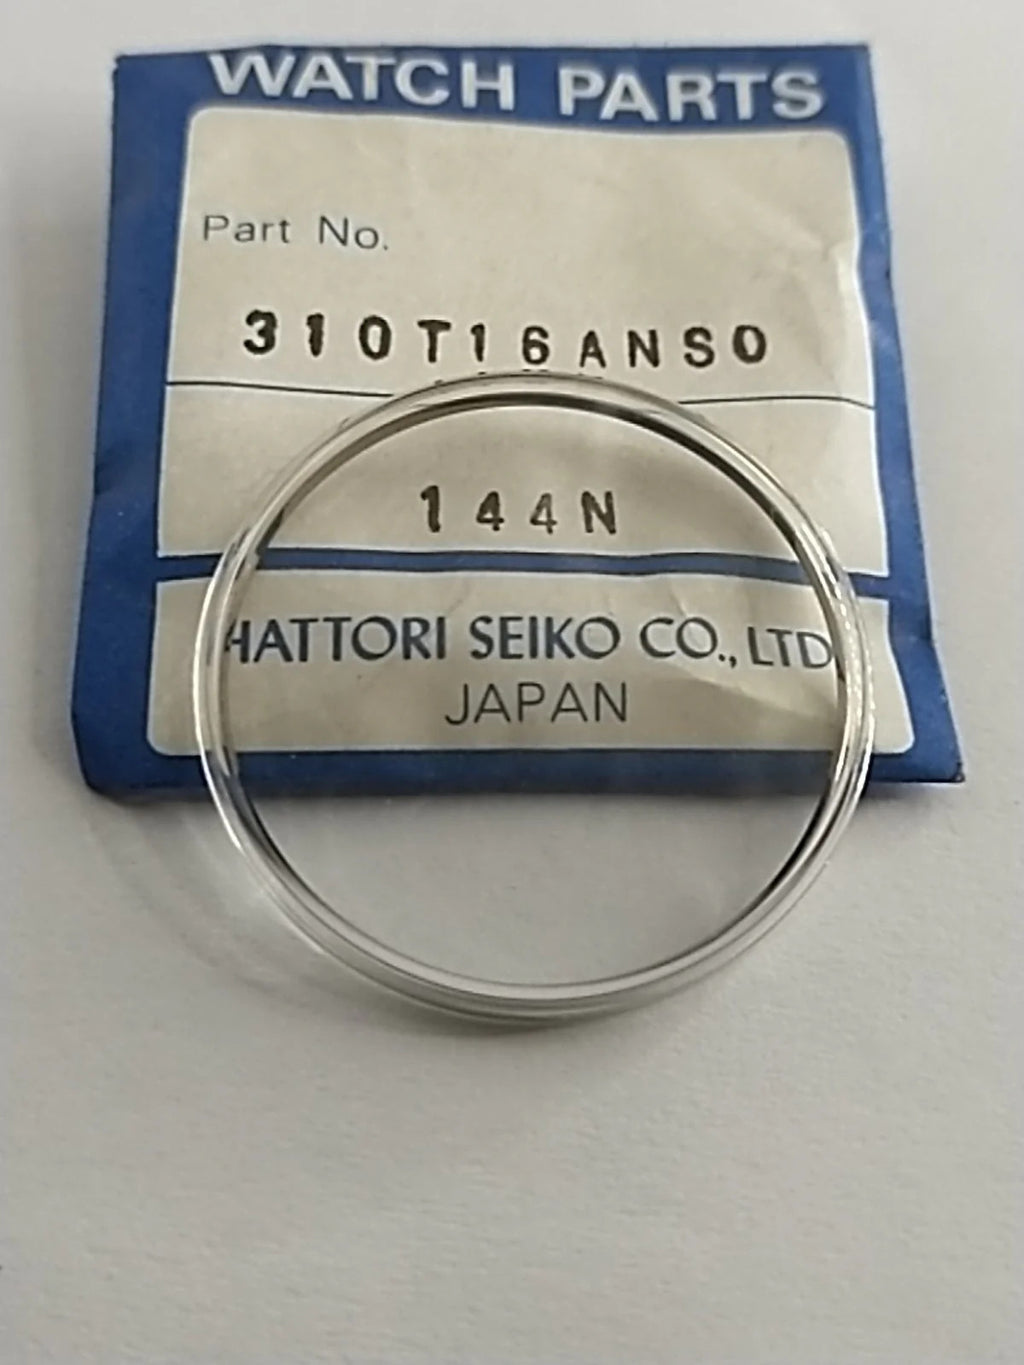 WATCH PARTS
Part No.
310T16ANS0
144N
HATTORI SEIKO CO., LTD.
JAPAN